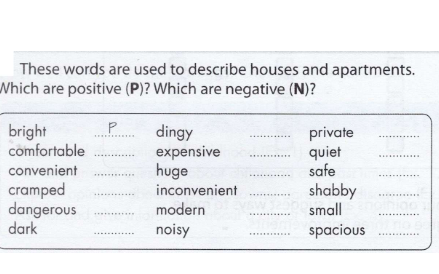 These words are used to describe houses and apartments.
Which are positive (P)? Which are negative (N)?
bright P dingy ........... private ...........
comfortable ........... expensive ........... quiet ...........
convenient ........... huge ........... safe ...........
cramped ........... inconvenient ........... shabby ...........
dangerous ........... modern ........... small ...........
dark ........... noisy ........... spacious ...........